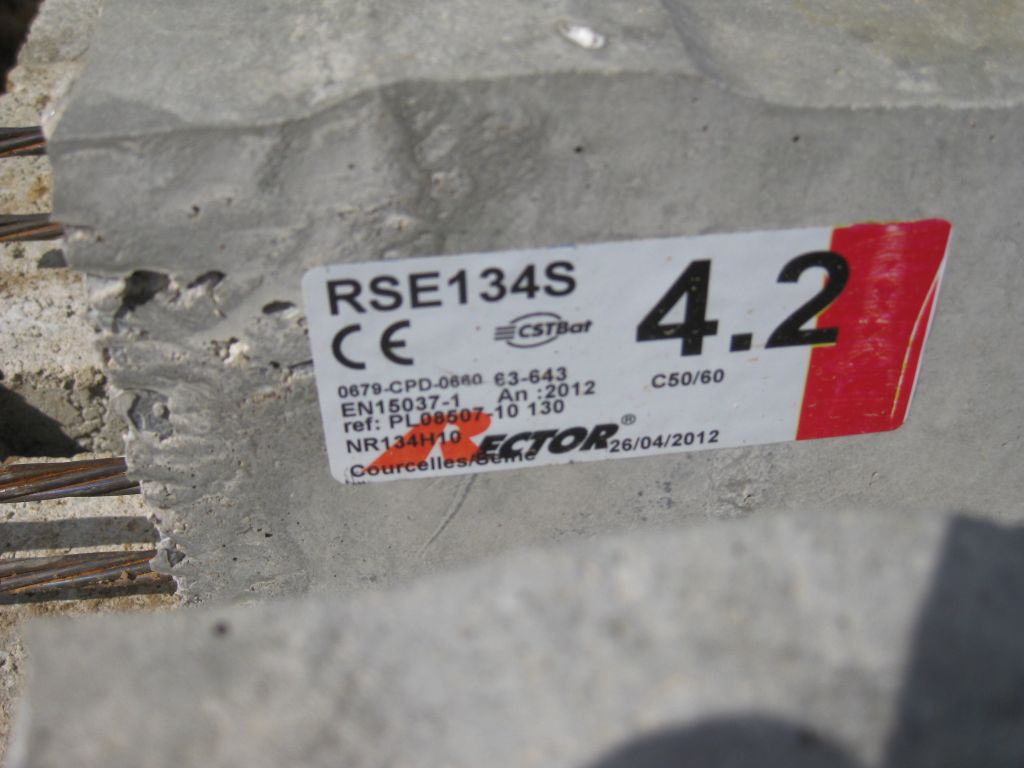 RSE134S
4.2
CE
CSTBat
0679-CPD-0660 63-643
C50/60
EN15037-1 An :2012
ref: PL08507-10 130
NR134H10
RECTOR®
26/04/2012
Courcelles/Seine